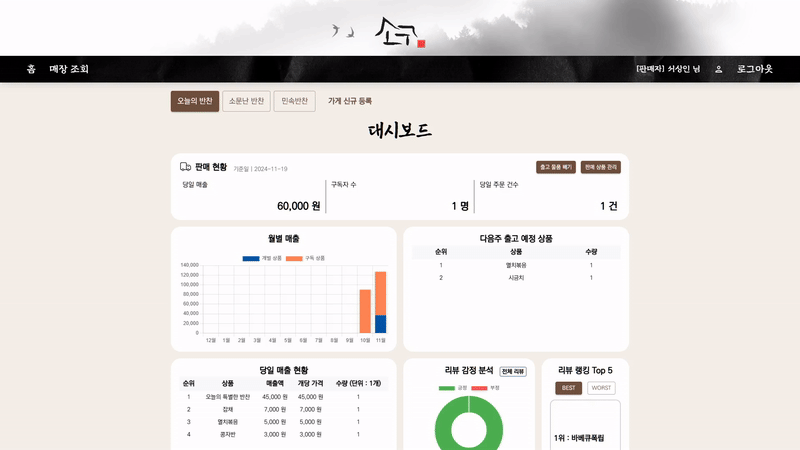 소구
홈 매장 조회 [판매자] 서상인 님 로그아웃
오늘의 반찬 소문난 반찬 민속반찬 가게 신규 등록
대시보드
판매 현황 기준일 | 2024-11-19 출고 물품 빼기 판매 상품 관리
당일 매출 구독자 수 당일 주문 건수
60,000 원 1 명 1 건
월별 매출
개별 상품 구독 상품
140,000
120,000
100,000
80,000
60,000
40,000
20,000
0
12월 1월 2월 3월 4월 5월 6월 7월 8월 9월 10월 11월
다음주 출고 예정 상품
순위 상품 수량
1 멸치볶음 1
2 시금치 1
당일 매출 현황
순위 상품 매출액 개당 가격 수량 (단위 : 1개)
1 오늘의 특별한 반찬 45,000 원 45,000 원 1
2 잡채 7,000 원 7,000 원 1
3 멸치볶음 5,000 원 5,000 원 1
4 콩자반 3,000 원 3,000 원 1
리뷰 감정 분석 전체 리뷰
긍정 부정
리뷰 랭킹 Top 5
BEST WORST
1위 : 바베큐폭립